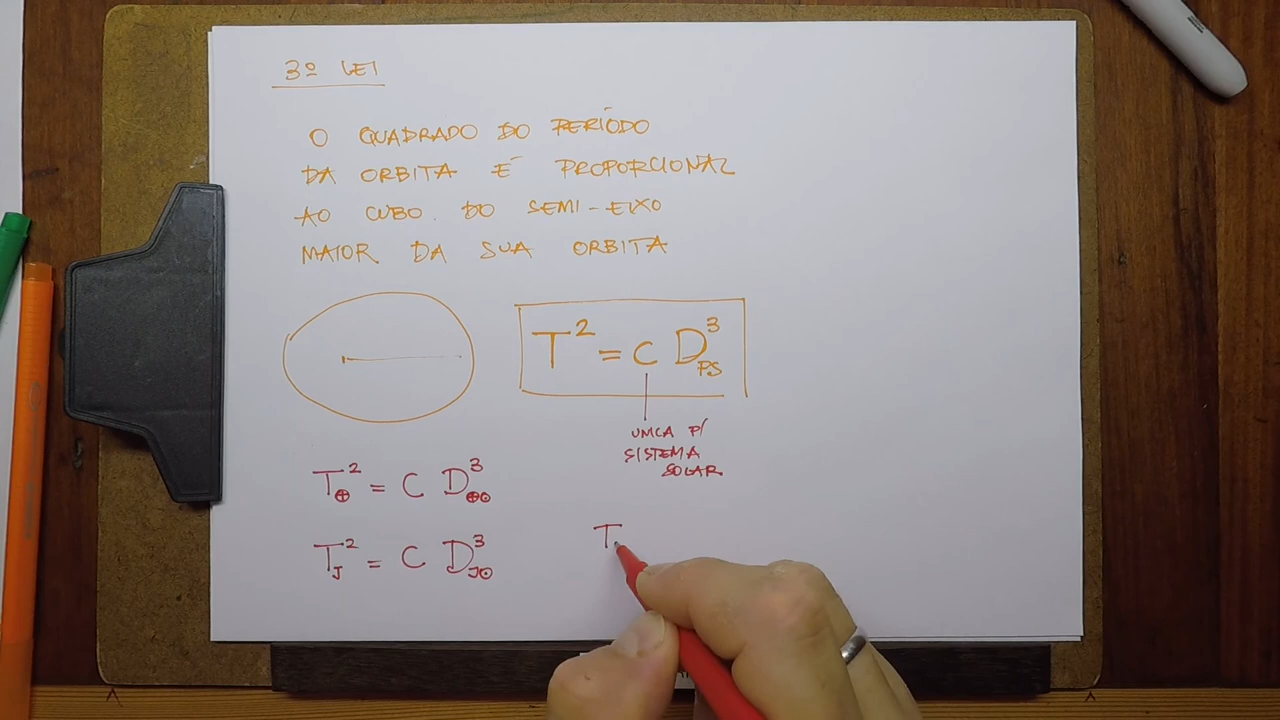 3º LEI
O QUADRADO DO PERÍODO
DA ORBITA É PROPORCIONAL
AO CUBO. DO SEMI-EIXO
MAIOR DA SUA ORBITA
T² = C D³PS
UNICA P/
SISTEMA
SOLAR
T⊕² = C D³⊕⊙
TJ² = C D³J⊙
T